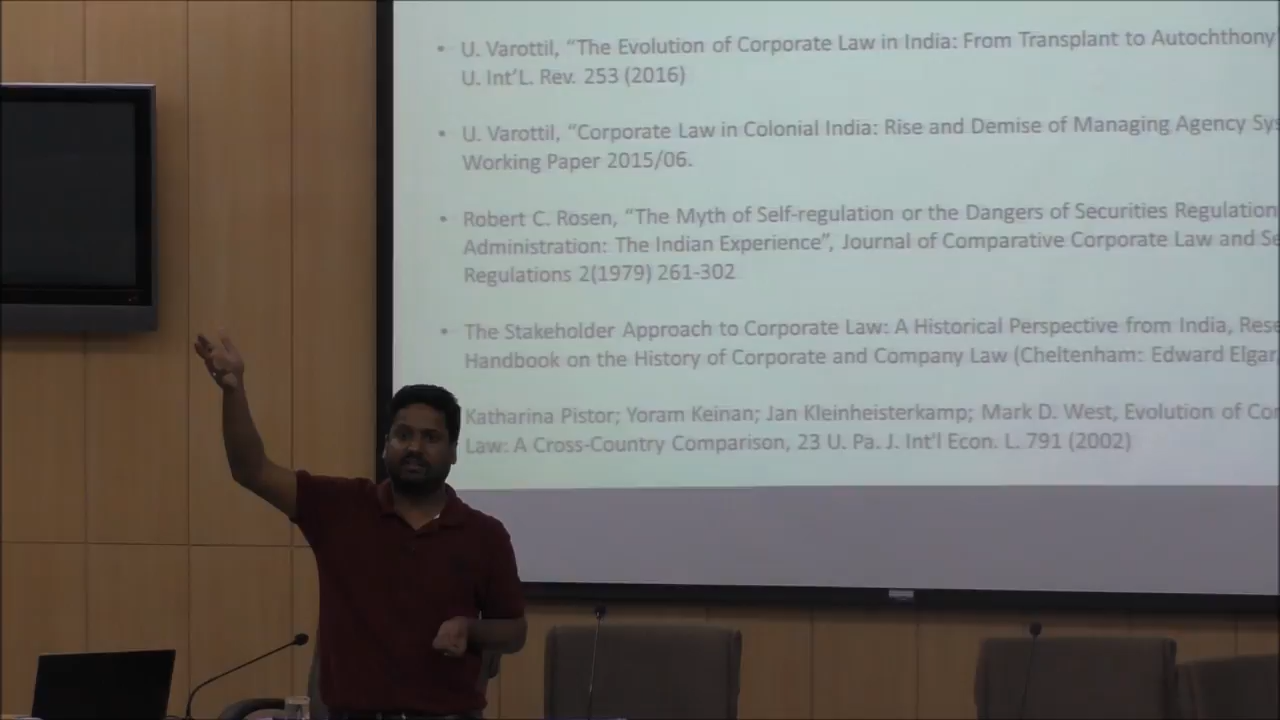 • U. Varottil, “The Evolution of Corporate Law in India: From Transplant to Autochthony
U. Int’L. Rev. 253 (2016)
• U. Varottil, “Corporate Law in Colonial India: Rise and Demise of Managing Agency Sys
Working Paper 2015/06.
• Robert C. Rosen, “The Myth of Self-regulation or the Dangers of Securities Regulation
Administration: The Indian Experience”, Journal of Comparative Corporate Law and Se
Regulations 2(1979) 261-302
• The Stakeholder Approach to Corporate Law: A Historical Perspective from India, Rese
Handbook on the History of Corporate and Company Law (Cheltenham: Edward Elgar
Katharina Pistor; Yoram Keinan; Jan Kleinheisterkamp; Mark D. West, Evolution of Cor
Law: A Cross-Country Comparison, 23 U. Pa. J. Int'l Econ. L. 791 (2002)